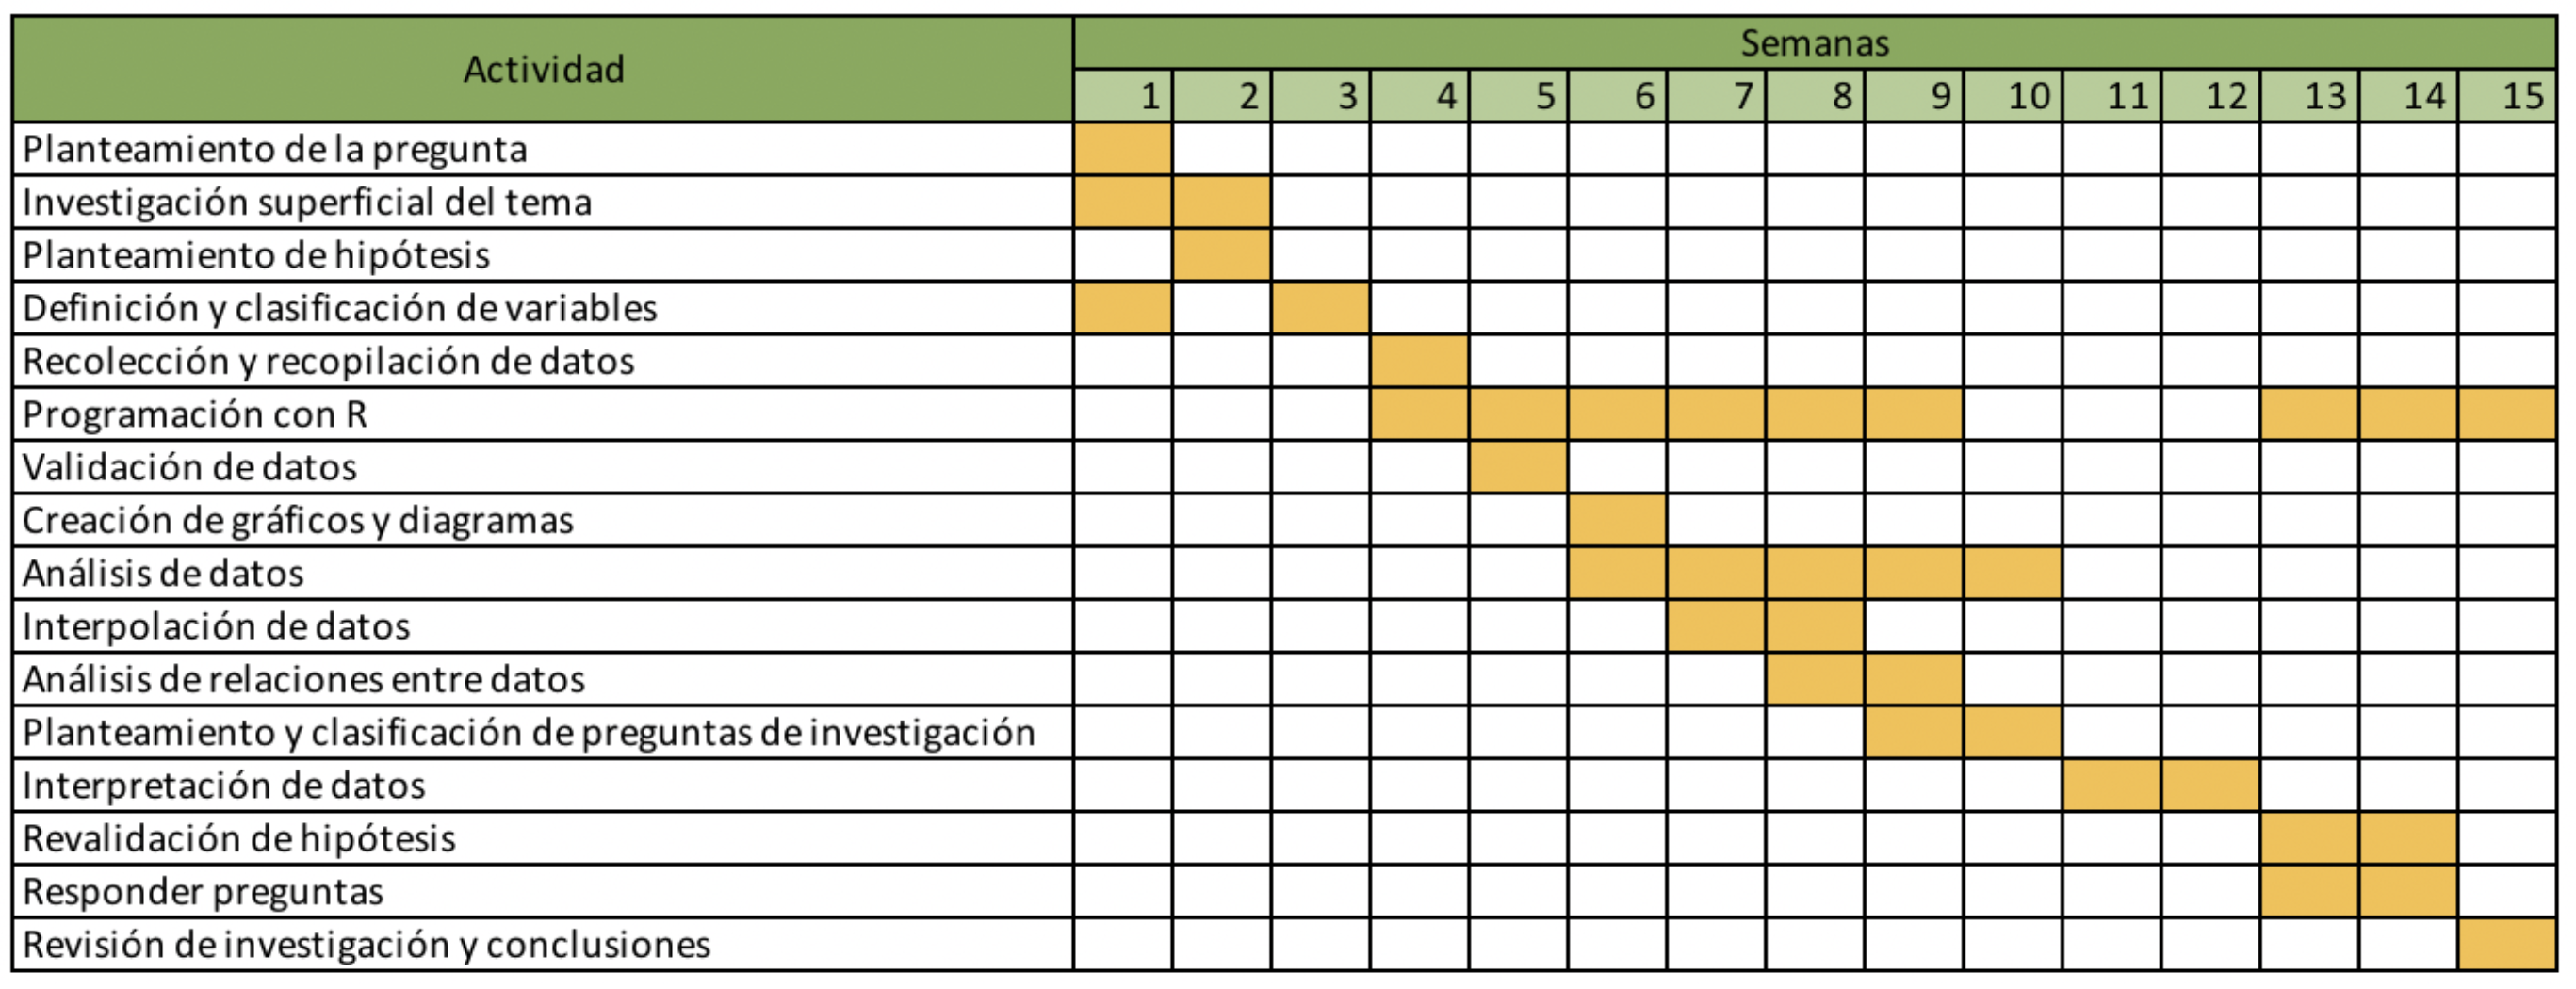 Actividad
Semanas
1 2 3 4 5 6 7 8 9 10 11 12 13 14 15
Planteamiento de la pregunta
Investigación superficial del tema
Planteamiento de hipótesis
Definición y clasificación de variables
Recolección y recopilación de datos
Programación con R
Validación de datos
Creación de gráficos y diagramas
Análisis de datos
Interpolación de datos
Análisis de relaciones entre datos
Planteamiento y clasificación de preguntas de investigación
Interpretación de datos
Revalidación de hipótesis
Responder preguntas
Revisión de investigación y conclusiones